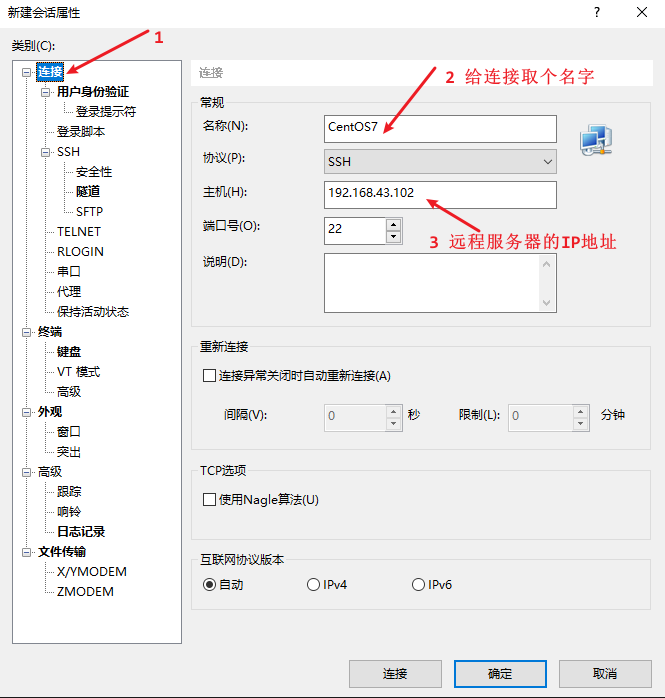 新建会话属性
?
类别(C):
1
连接
用户身份验证
登录提示符
登录脚本
SSH
安全性
隧道
SFTP
TELNET
RLOGIN
串口
代理
保持活动状态
终端
键盘
VT 模式
高级
外观
窗口
突出
高级
跟踪
响铃
日志记录
文件传输
X/YMODEM
ZMODEM
连接
2 给连接取个名字
常规
名称(N): CentOS7
协议(P): SSH
主机(H): 192.168.43.102
端口号(O): 22
3 远程服务器的IP地址
说明(D):
重新连接
连接异常关闭时自动重新连接(A)
间隔(V): 0 秒 限制(L): 0 分钟
TCP选项
使用Nagle算法(U)
互联网协议版本
自动 IPv4 IPv6
连接 确定 取消